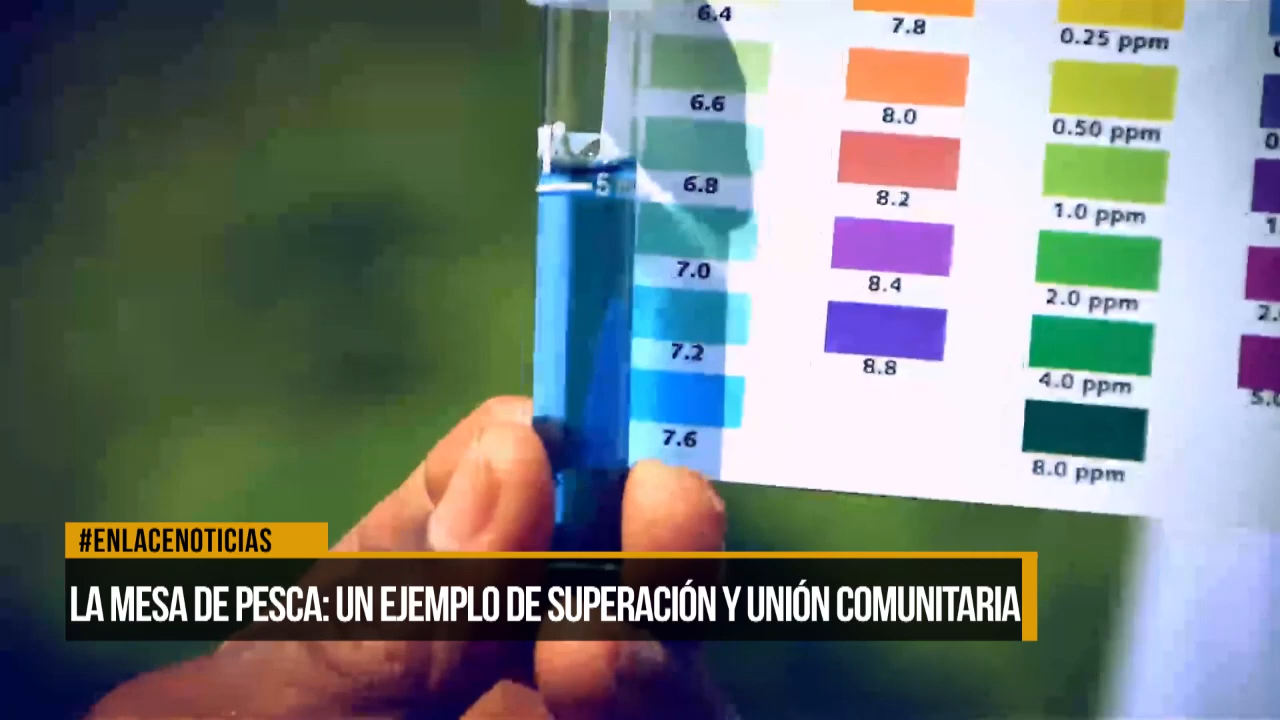 6.4
6.6
6.8
7.0
7.2
7.6
7.8
8.0
8.2
8.4
8.8
0.25 ppm
0.50 ppm
1.0 ppm
2.0 ppm
4.0 ppm
8.0 ppm
5
#ENLACENOTICIAS
LA MESA DE PESCA: UN EJEMPLO DE SUPERACIÓN Y UNIÓN COMUNITARIA